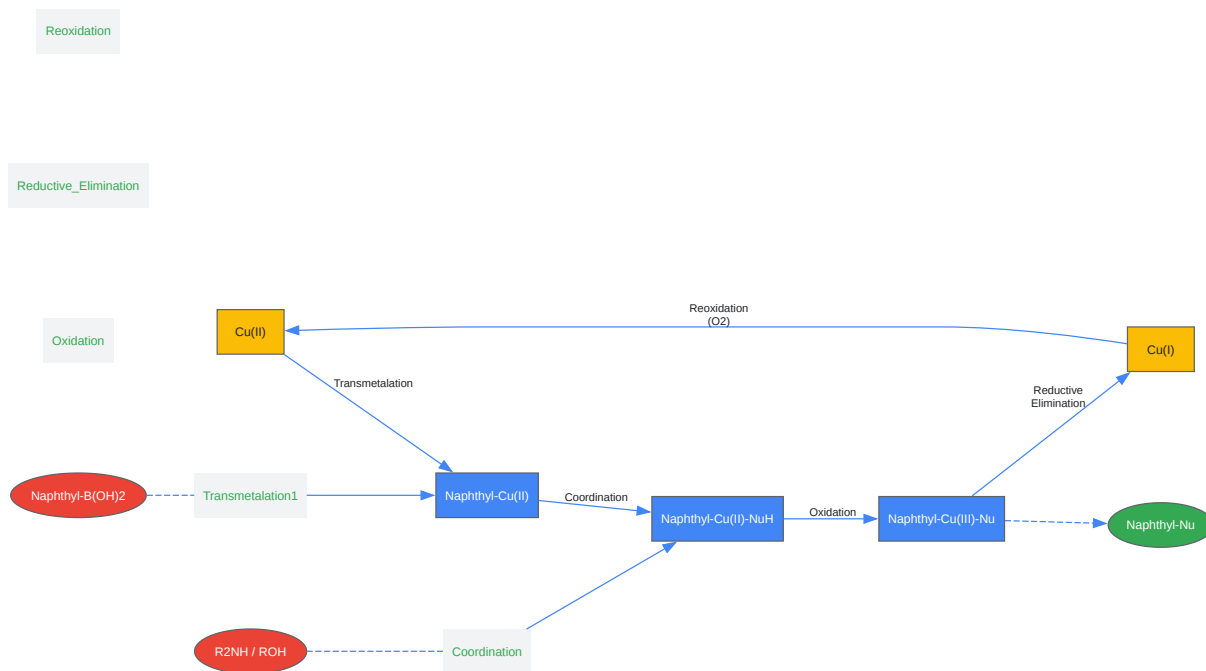 Reoxidation
Reductive_Elimination
Reoxidation
(O2)
Cu(II)
Oxidation
Cu(I)
Transmetalation
Reductive
Elimination
Naphthyl-B(OH)2
Transmetalation1
Naphthyl-Cu(II)
Coordination
Naphthyl-Cu(II)-NuH
Oxidation
Naphthyl-Cu(III)-Nu
Naphthyl-Nu
R2NH / ROH
Coordination